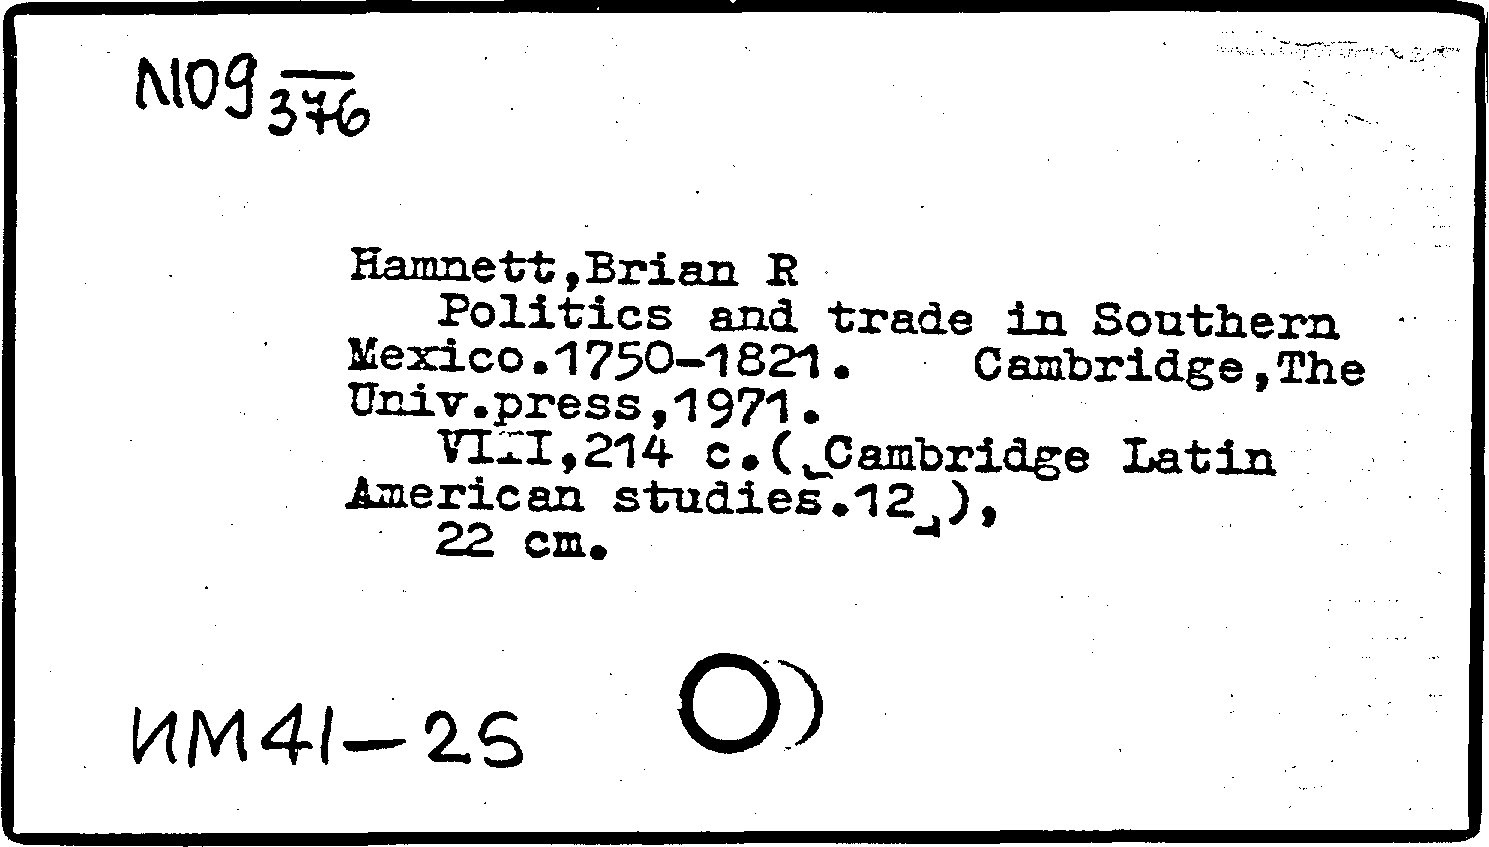 N109 376
Hamnett,Brian R
Politics and trade in Southern
Mexico.1750-1821. Cambridge,The
Univ.press,1971.
VIII,214 c.(Cambridge Latin
American studies.12),
22 cm.
ИМ41-25